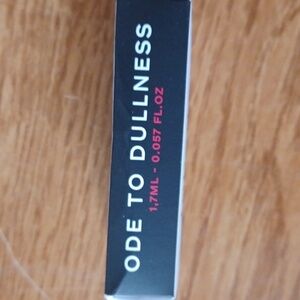 ODE TO DULLNESS
1,7ML - 0.057 FL.OZ